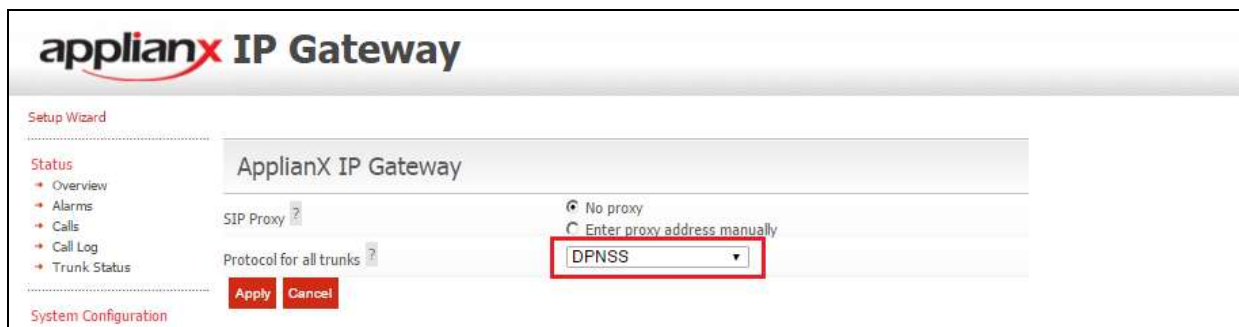 applianx IP Gateway
Setup Wizard
Status
Overview
Alarms
Calls
Call Log
Trunk Status
System Configuration
ApplianX IP Gateway
SIP Proxy ?
No proxy
Enter proxy address manually
Protocol for all trunks ?
DPNSS
Apply Cancel